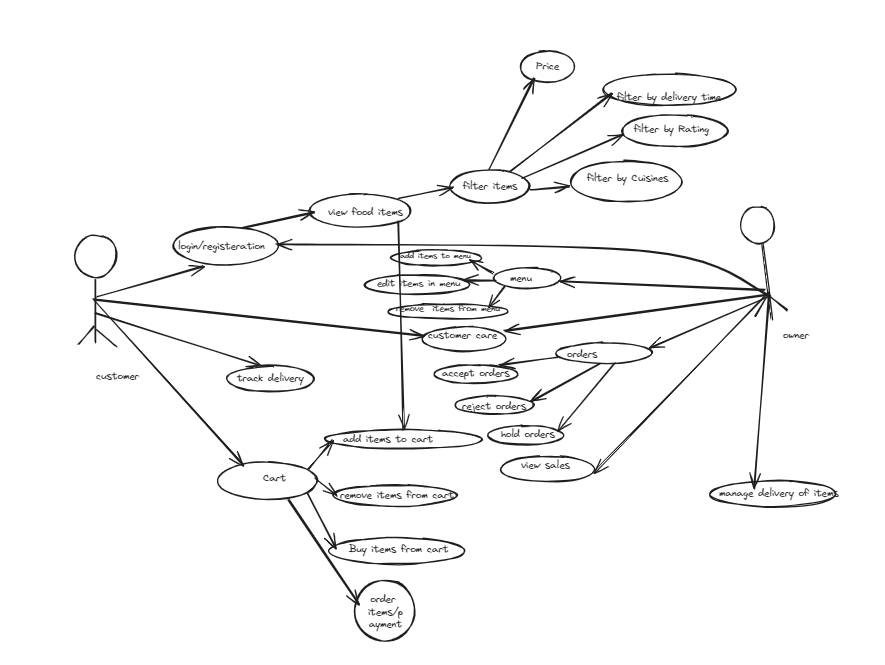 Price
filter by delivery time
filter by Rating
filter items
filter by Cuisines
view food items
login/registeration
add items to menu
edit items in menu
menu
remove items from menu
customer care
owner
orders
customer
track delivery
accept orders
reject orders
hold orders
add items to cart
view sales
Cart
remove items from cart
manage delivery of items
Buy items from cart
order
items/p
ayment